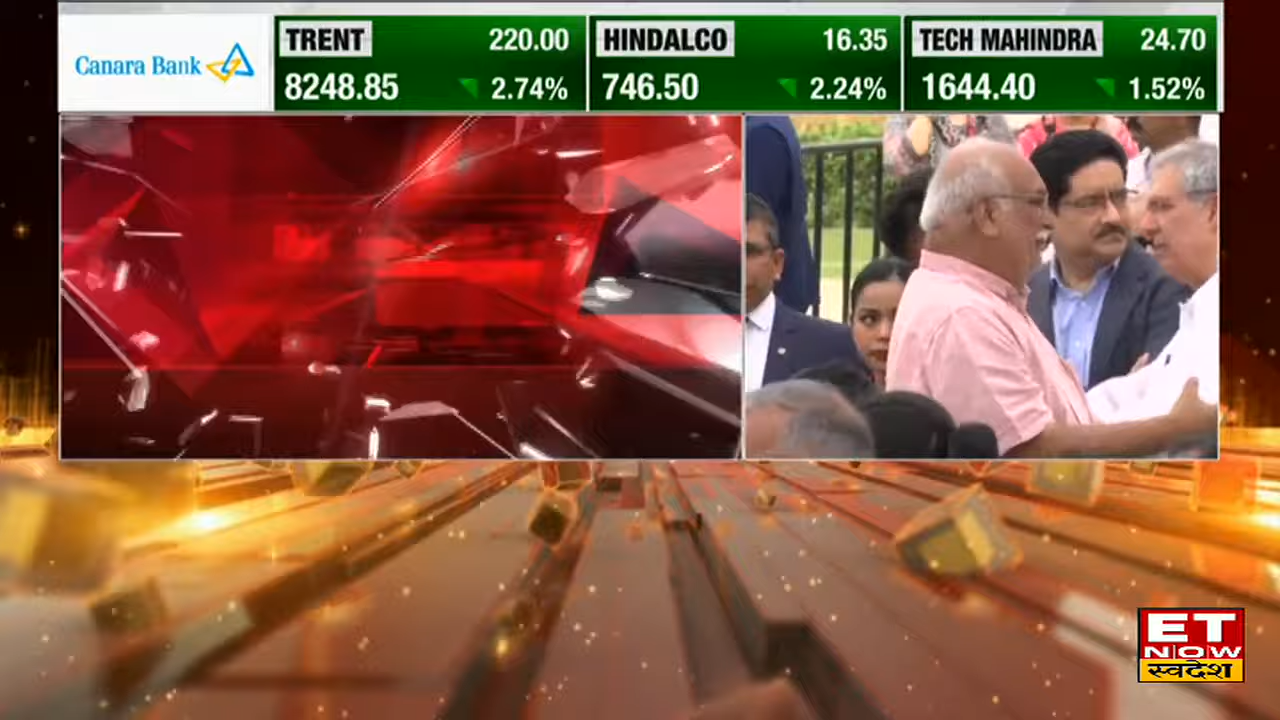 Canara Bank
TRENT 220.00
8248.85 2.74%
HINDALCO 16.35
746.50 2.24%
TECH MAHINDRA 24.70
1644.40 1.52%
ET
NOW
स्वदेश